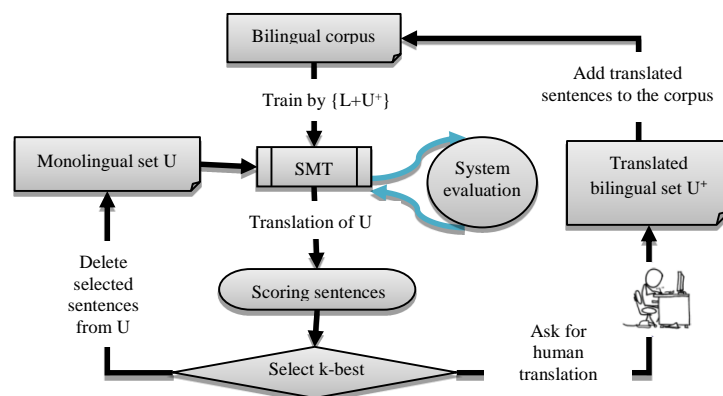 Bilingual corpus
Add translated
sentences to the corpus
Train by {L+U⁺}
Monolingual set U
SMT
System
evaluation
Translated
bilingual set U⁺
Translation of U
Delete
selected
sentences
from U
Scoring sentences
Select k-best
Ask for
human
translation